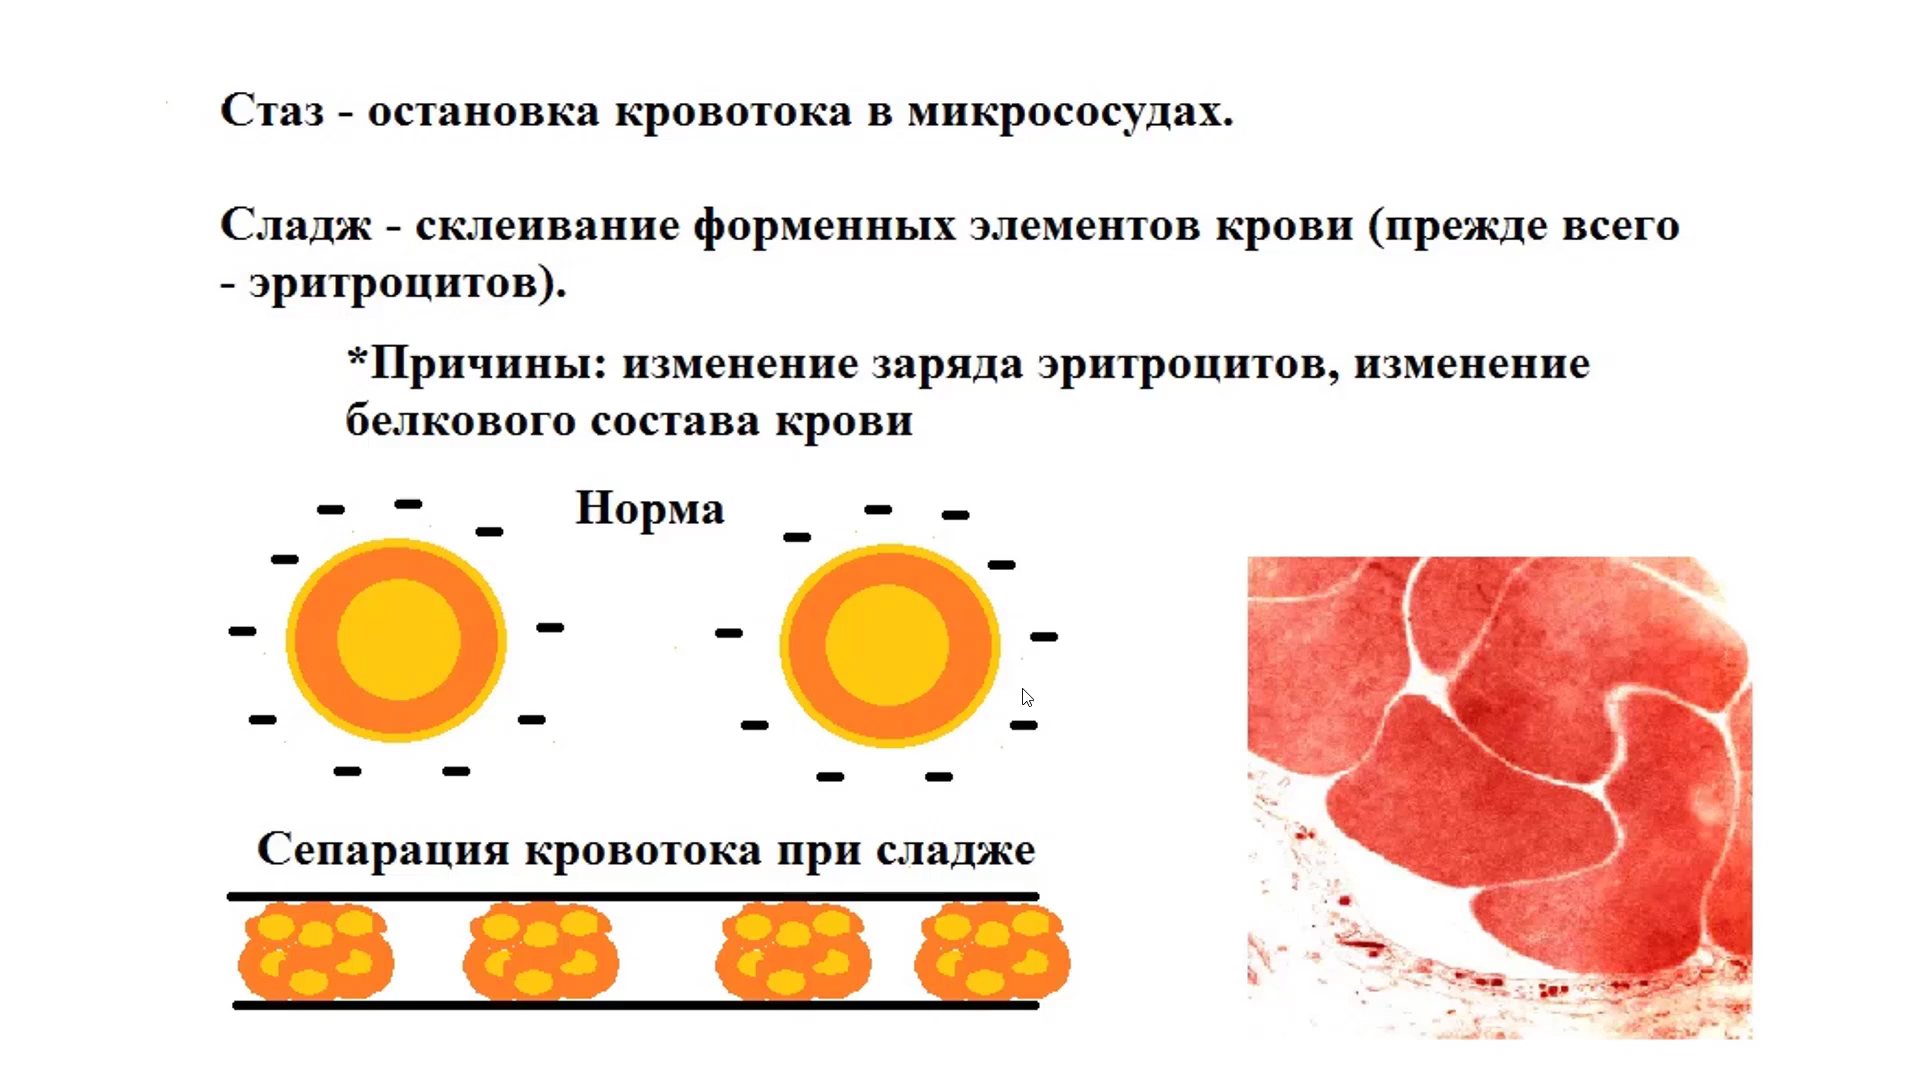 Стаз - остановка кровотока в микрососудах.
Сладж - склеивание форменных элементов крови (прежде всего
- эритроцитов).
*Причины: изменение заряда эритроцитов, изменение
белкового состава крови
Норма
Сепарация кровотока при сладже